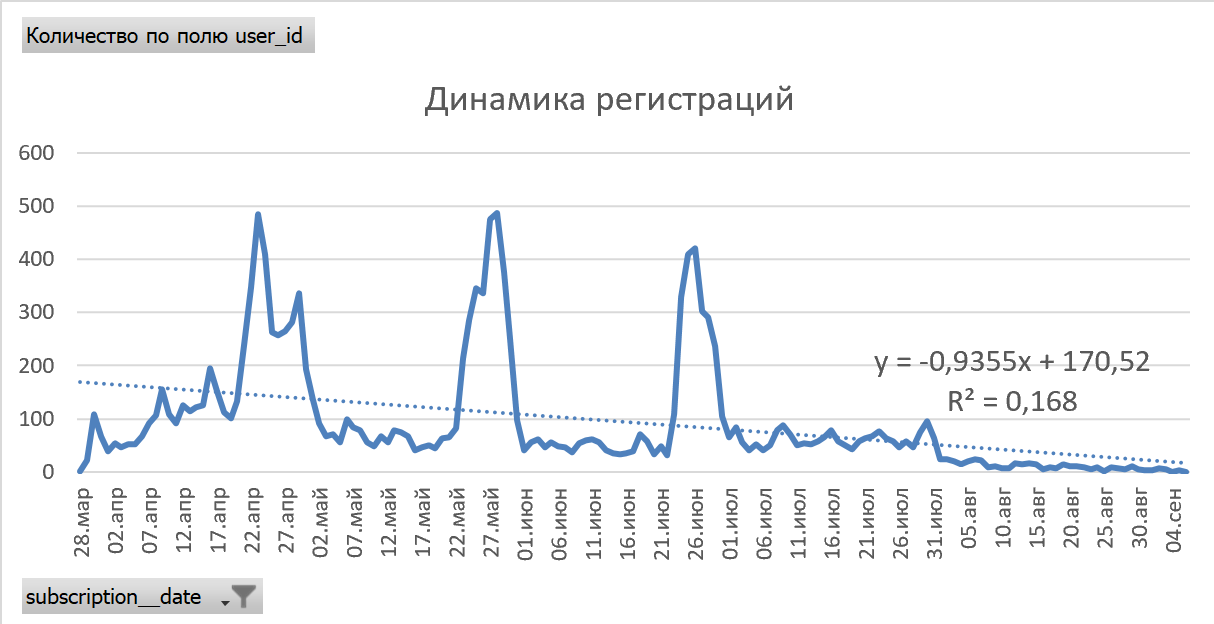 Количество по полю user_id
Динамика регистраций
600
500
400
300
200
100
0
y = -0,9355x + 170,52
R² = 0,168
28.мар
02.апр
07.апр
12.апр
17.апр
22.апр
27.апр
02.май
07.май
12.май
17.май
22.май
27.май
01.июн
06.июн
11.июн
16.июн
21.июн
26.июн
01.июл
06.июл
11.июл
16.июл
21.июл
26.июл
31.июл
05.авг
10.авг
15.авг
20.авг
25.авг
30.авг
04.сен
subscription__date